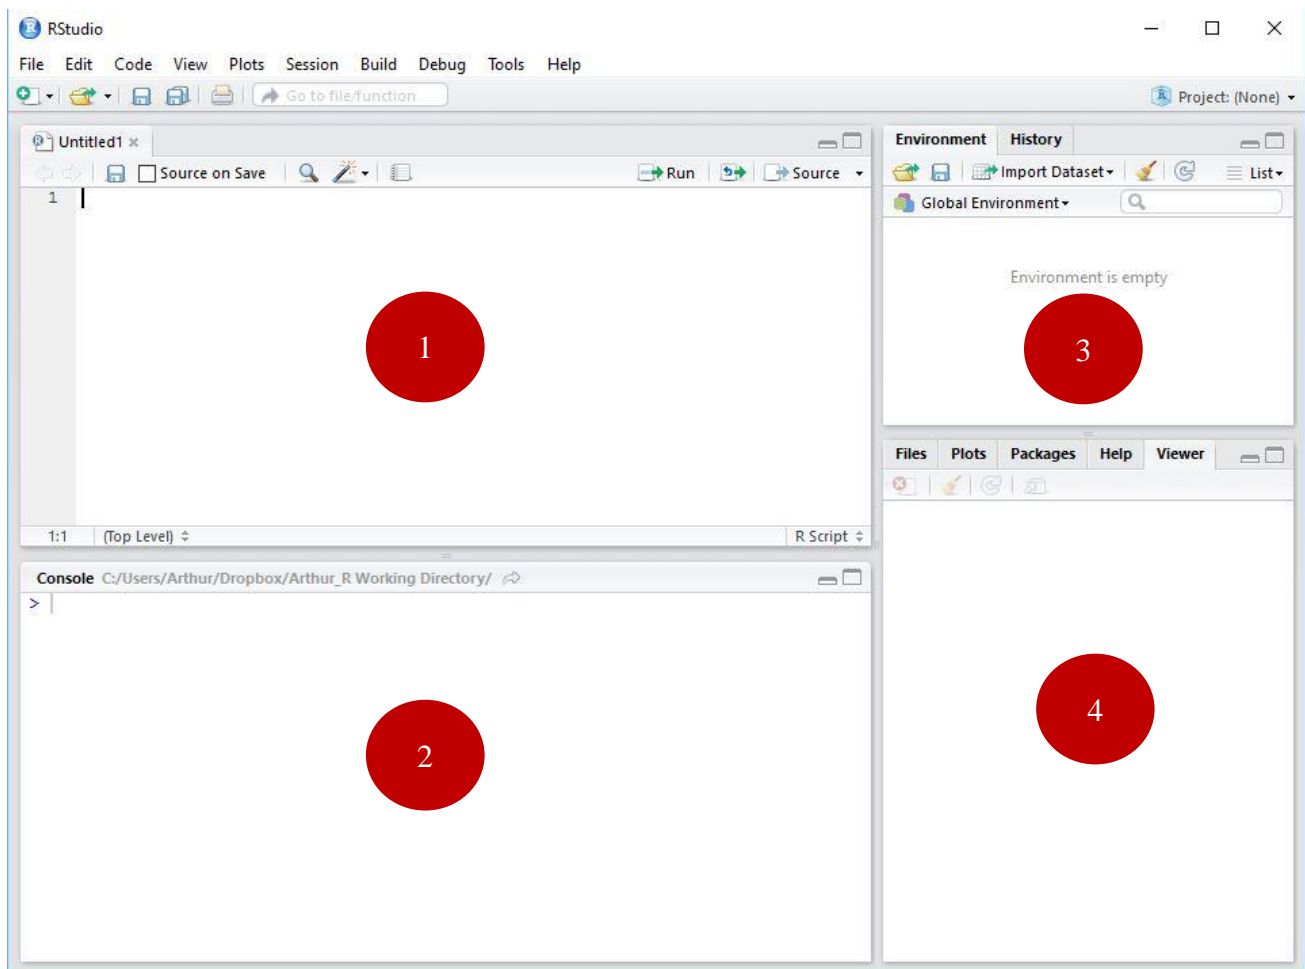 RStudio
File Edit Code View Plots Session Build Debug Tools Help
Go to file/function
Project: (None)
Untitled1
Source on Save
Run
Source
1
1
1:1 (Top Level)
R Script
Console C:/Users/Arthur/Dropbox/Arthur_R Working Directory/
>
2
Environment History
Import Dataset
List
Global Environment
Environment is empty
3
Files Plots Packages Help Viewer
4